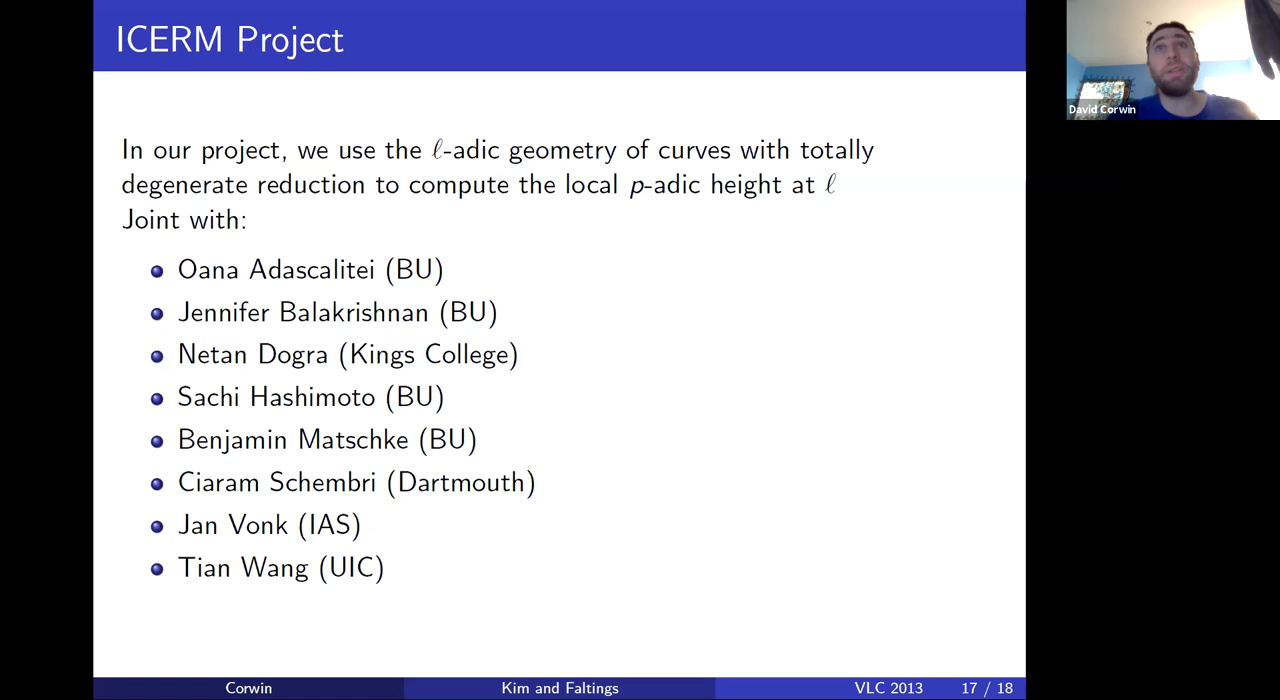 ICERM Project
In our project, we use the ℓ-adic geometry of curves with totally
degenerate reduction to compute the local p-adic height at ℓ
Joint with:
Oana Adascalitei (BU)
Jennifer Balakrishnan (BU)
Netan Dogra (Kings College)
Sachi Hashimoto (BU)
Benjamin Matschke (BU)
Ciaram Schembri (Dartmouth)
Jan Vonk (IAS)
Tian Wang (UIC)
Corwin Kim and Faltings VLC 2013 17 / 18
David Corwin